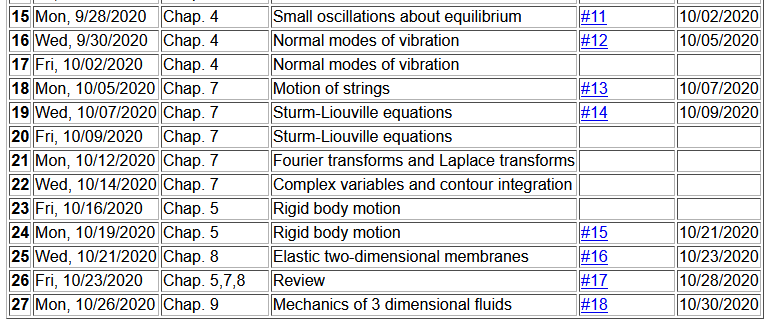 15 Mon, 9/28/2020 Chap. 4 Small oscillations about equilibrium #11 10/02/2020
16 Wed, 9/30/2020 Chap. 4 Normal modes of vibration #12 10/05/2020
17 Fri, 10/02/2020 Chap. 4 Normal modes of vibration
18 Mon, 10/05/2020 Chap. 7 Motion of strings #13 10/07/2020
19 Wed, 10/07/2020 Chap. 7 Sturm-Liouville equations #14 10/09/2020
20 Fri, 10/09/2020 Chap. 7 Sturm-Liouville equations
21 Mon, 10/12/2020 Chap. 7 Fourier transforms and Laplace transforms
22 Wed, 10/14/2020 Chap. 7 Complex variables and contour integration
23 Fri, 10/16/2020 Chap. 5 Rigid body motion
24 Mon, 10/19/2020 Chap. 5 Rigid body motion #15 10/21/2020
25 Wed, 10/21/2020 Chap. 8 Elastic two-dimensional membranes #16 10/23/2020
26 Fri, 10/23/2020 Chap. 5,7,8 Review #17 10/28/2020
27 Mon, 10/26/2020 Chap. 9 Mechanics of 3 dimensional fluids #18 10/30/2020